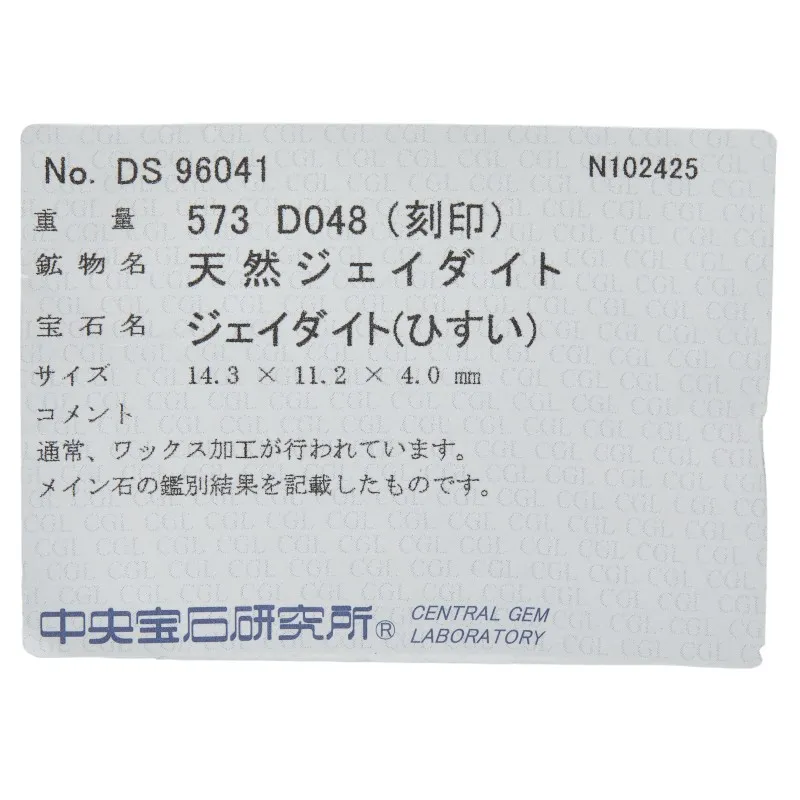 No. DS 96041
N102425
重量 573 D048 (刻印)
鉱物名 天然ジェイダイト
宝石名 ジェイダイト(ひすい)
サイズ 14.3 × 11.2 × 4.0 mm
コメント
通常、ワックス加工が行われています。
メイン石の鑑別結果を記載したものです。
中央宝石研究所® CENTRAL GEM
LABORATORY